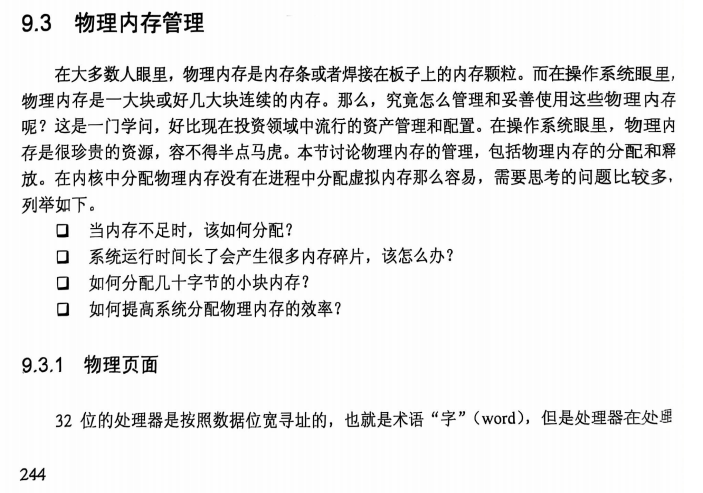 9.3 物理内存管理
在大多数人眼里，物理内存是内存条或者焊接在板子上的内存颗粒。而在操作系统眼里，
物理内存是一大块或好几大块连续的内存。那么，究竟怎么管理和妥善使用这些物理内存
呢？这是一门学问，好比现在投资领域中流行的资产管理和配置。在操作系统眼里，物理内
存是很珍贵的资源，容不得半点马虎。本节讨论物理内存的管理，包括物理内存的分配和释
放。在内核中分配物理内存没有在进程中分配虚拟内存那么容易，需要思考的问题比较多，
列举如下。
❏ 当内存不足时，该如何分配？
❏ 系统运行时间长了会产生很多内存碎片，该怎么办？
❏ 如何分配几十字节的小块内存？
❏ 如何提高系统分配物理内存的效率？
9.3.1 物理页面
32 位的处理器是按照数据位宽寻址的，也就是术语“字”（word），但是处理器在处理
244